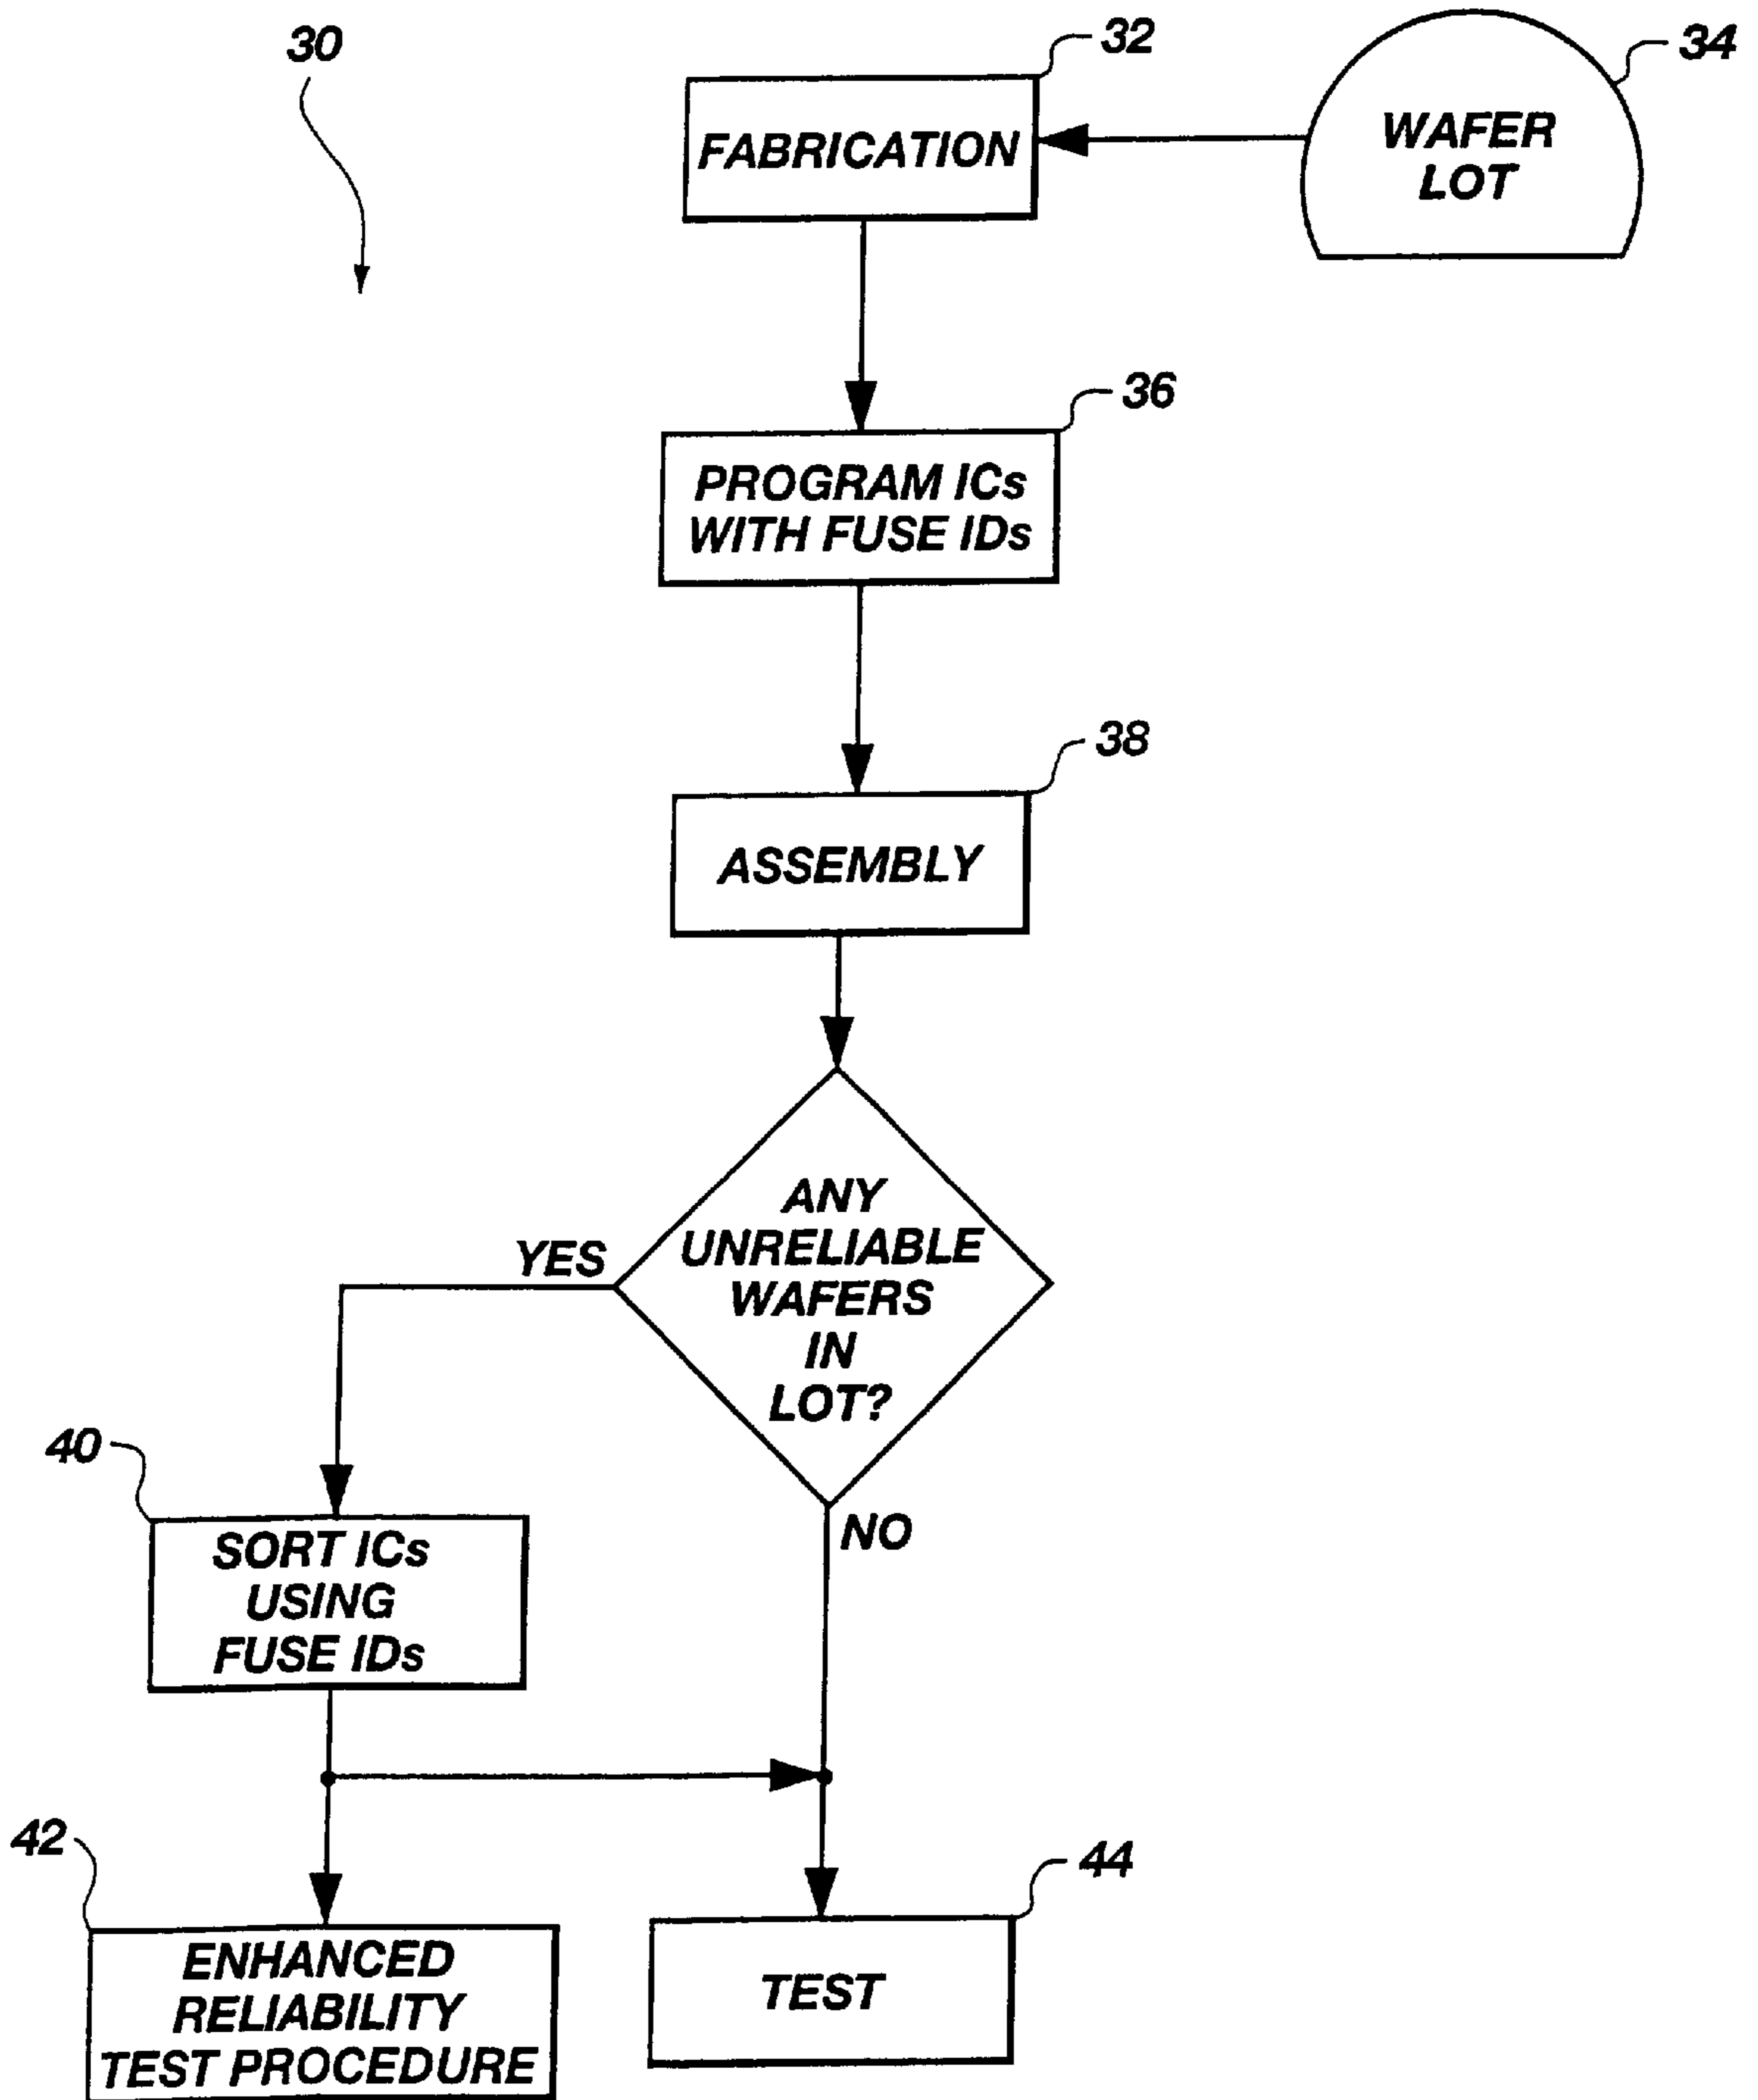 30
32
34
FABRICATION
WAFER
LOT
36
PROGRAM ICs
WITH FUSE IDs
38
ASSEMBLY
ANY
UNRELIABLE
WAFERS
IN
LOT?
YES
NO
40
SORT ICs
USING
FUSE IDs
42
44
ENHANCED
RELIABILITY
TEST PROCEDURE
TEST